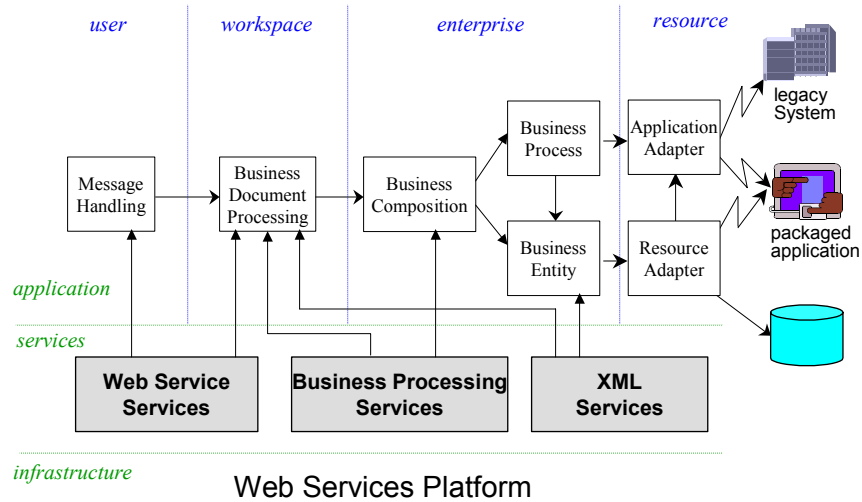 user
workspace
enterprise
resource
legacy
System
Business
Process
Application
Adapter
Message
Handling
Business
Document
Processing
Business
Composition
packaged
application
Business
Entity
Resource
Adapter
application
services
Web Service
Services
Business Processing
Services
XML
Services
infrastructure
Web Services Platform